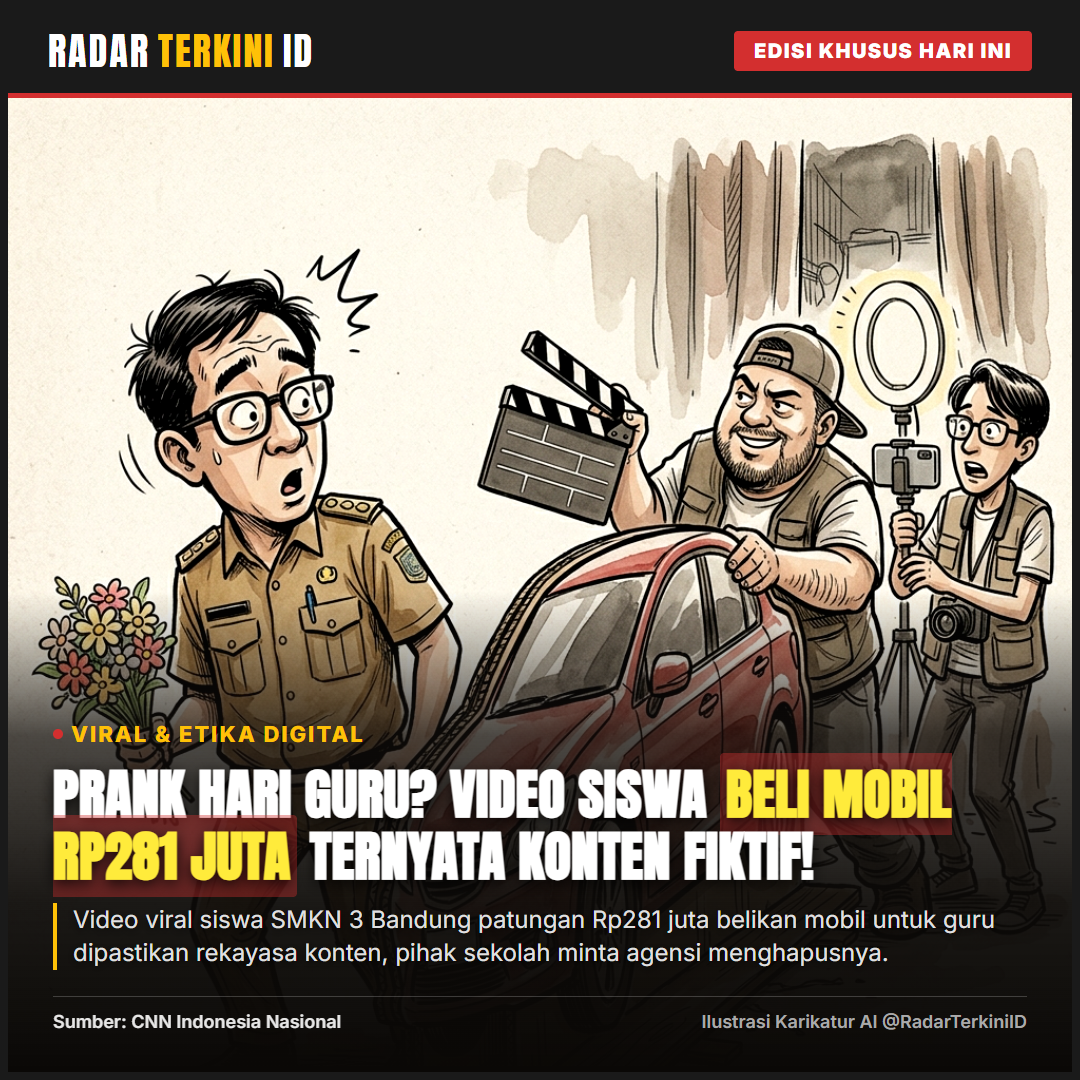 RADAR TERKINI ID
EDISI KHUSUS HARI INI
VIRAL & ETIKA DIGITAL
PRANK HARI GURU? VIDEO SISWA BELI MOBIL
RP281 JUTA TERNYATA KONTEN FIKTIF!
Video viral siswa SMKN 3 Bandung patungan Rp281 juta belikan mobil untuk guru
dipastikan rekayasa konten, pihak sekolah minta agensi menghapusnya.
Sumber: CNN Indonesia Nasional
Ilustrasi Karikatur AI @RadarTerkiniID